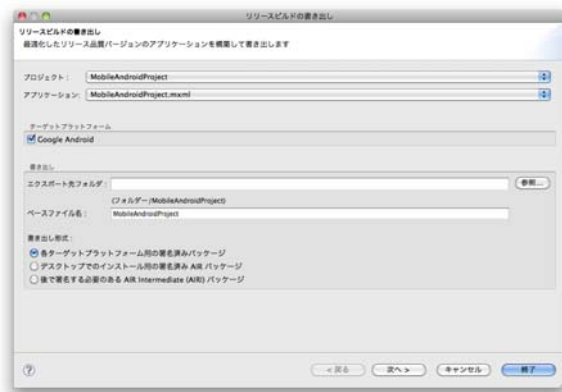 リリースビルドの書き出し
リリースビルドの書き出し
最適化したリリース品質バージョンのアプリケーションを構築して書き出します
プロジェクト： MobileAndroidProject
アプリケーション： MobileAndroidProject.mxml
ターゲットプラットフォーム
Google Android
書き出し
エクスポート先フォルダ： 参照...
(フォルダー/MobileAndroidProject)
ベースファイル名： MobileAndroidProject
書き出し形式：
各ターゲットプラットフォーム用の署名済みパッケージ
デスクトップでのインストール用の署名済み AIR パッケージ
後で署名する必要のある AIR Intermediate (AIRI) パッケージ
? < 戻る 次へ > キャンセル 終了